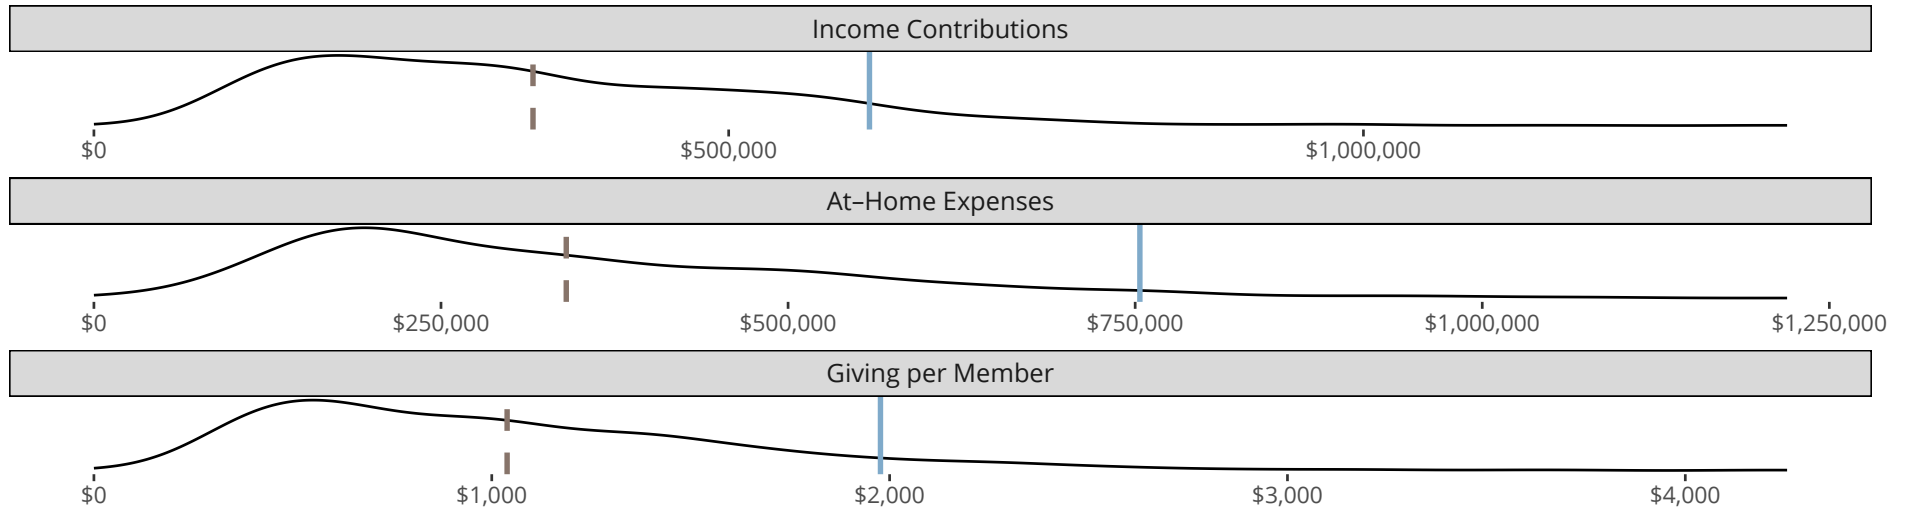 Income Contributions
$0 $500,000 $1,000,000
At–Home Expenses
$0 $250,000 $500,000 $750,000 $1,000,000 $1,250,000
Giving per Member
$0 $1,000 $2,000 $3,000 $4,000